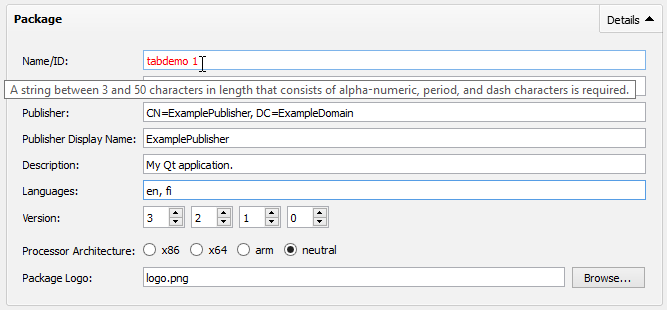 Package
Details
Name/ID: tabdemo 1
A string between 3 and 50 characters in length that consists of alpha-numeric, period, and dash characters is required.
Publisher: CN=ExamplePublisher, DC=ExampleDomain
Publisher Display Name: ExamplePublisher
Description: My Qt application.
Languages: en, fi
Version: 3 2 1 0
Processor Architecture: x86 x64 arm neutral
Package Logo: logo.png Browse...